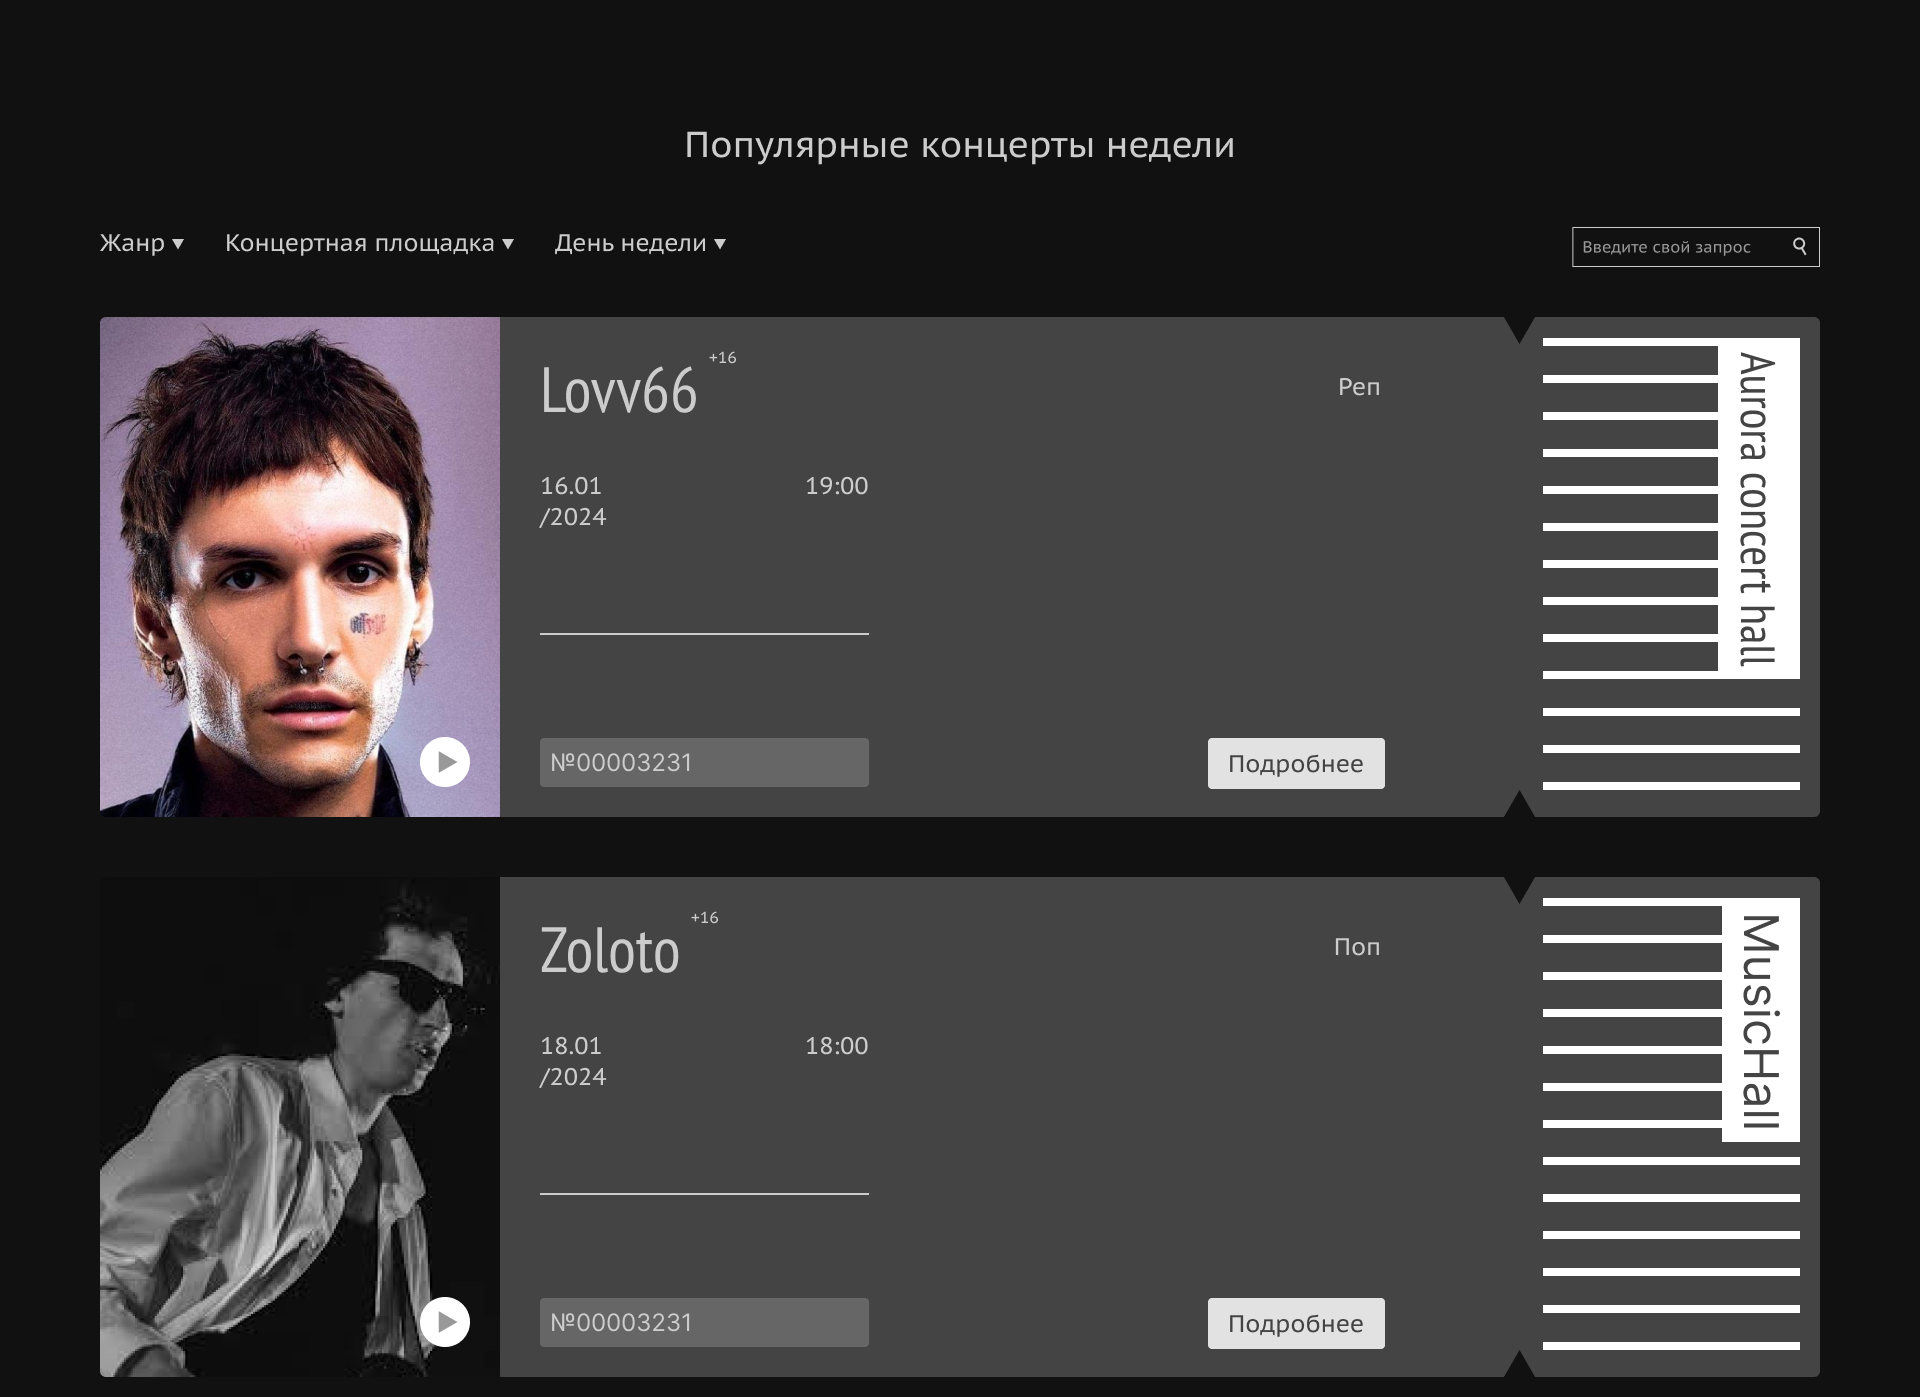 Популярные концерты недели
Жанр
Концертная площадка
День недели
Введите свой запрос
Lovv66
+16
Реп
16.01
/2024
19:00
№00003231
Подробнее
Aurora concert hall
Zoloto
+16
Поп
18.01
/2024
18:00
№00003231
Подробнее
MusicHall